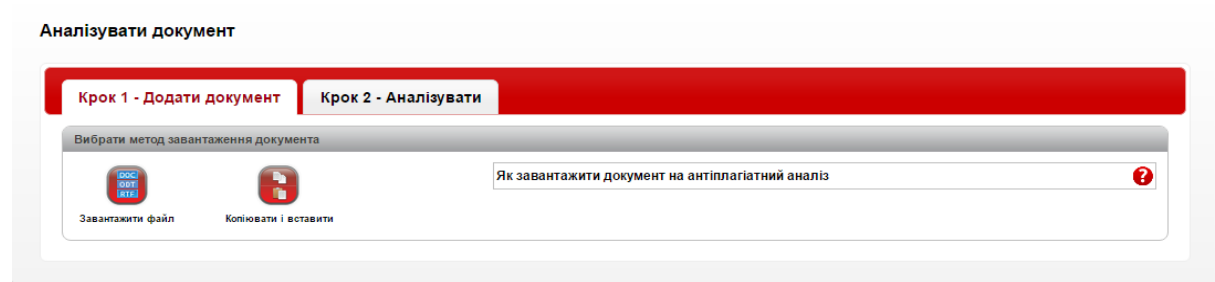 Аналізувати документ
Крок 1 - Додати документ
Крок 2 - Аналізувати
Вибрати метод завантаження документа
DOC
ODT
RTF
Завантажити файл
Копіювати і вставити
Як завантажити документ на антіплагіатний аналіз
?